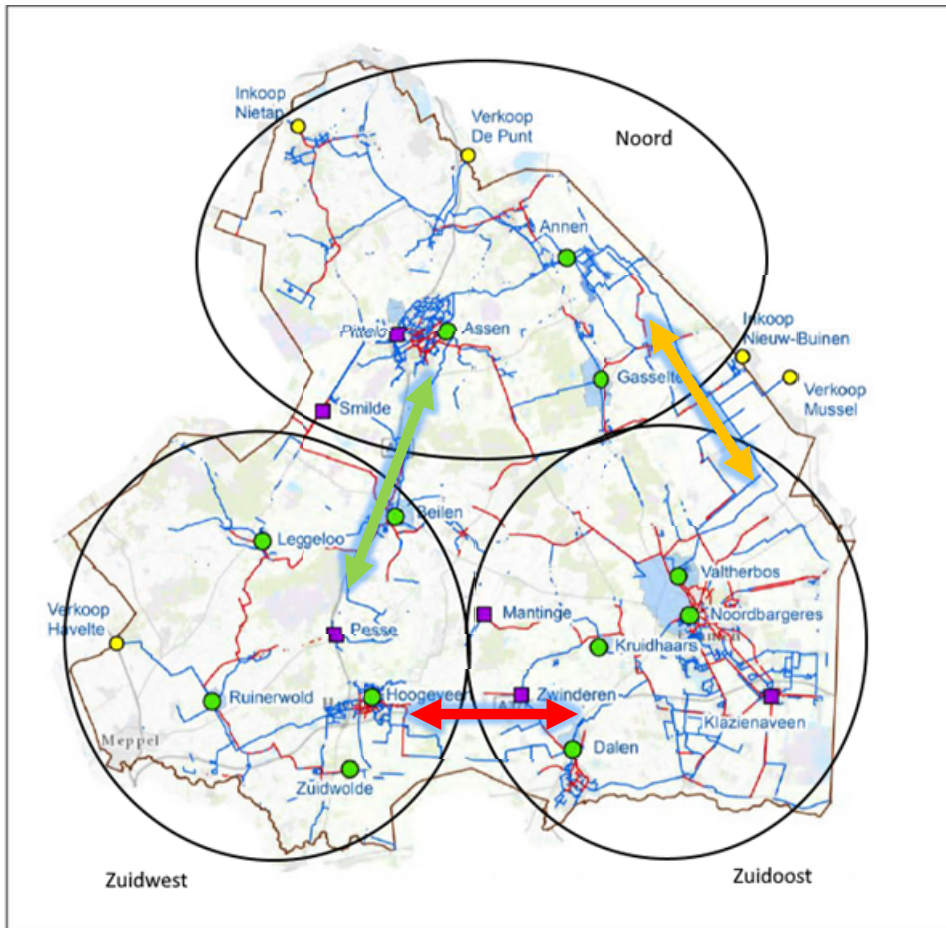 Inkoop
Nietap
Verkoop
De Punt
Noord
Annen
Assen
Inkoop
Nieuw-Buinen
Gasselte
Verkoop
Mussel
Smilde
Beilen
Leggeloo
Valtherbos
Verkoop
Havelte
Pesse
Mantinge
Noordbargeres
Kruidhaars
Ruinerwold
Hoogeveen
Zwinderen
Klazienaveen
Meppel
Dalen
Zuidwolde
Zuidwest
Zuidoost